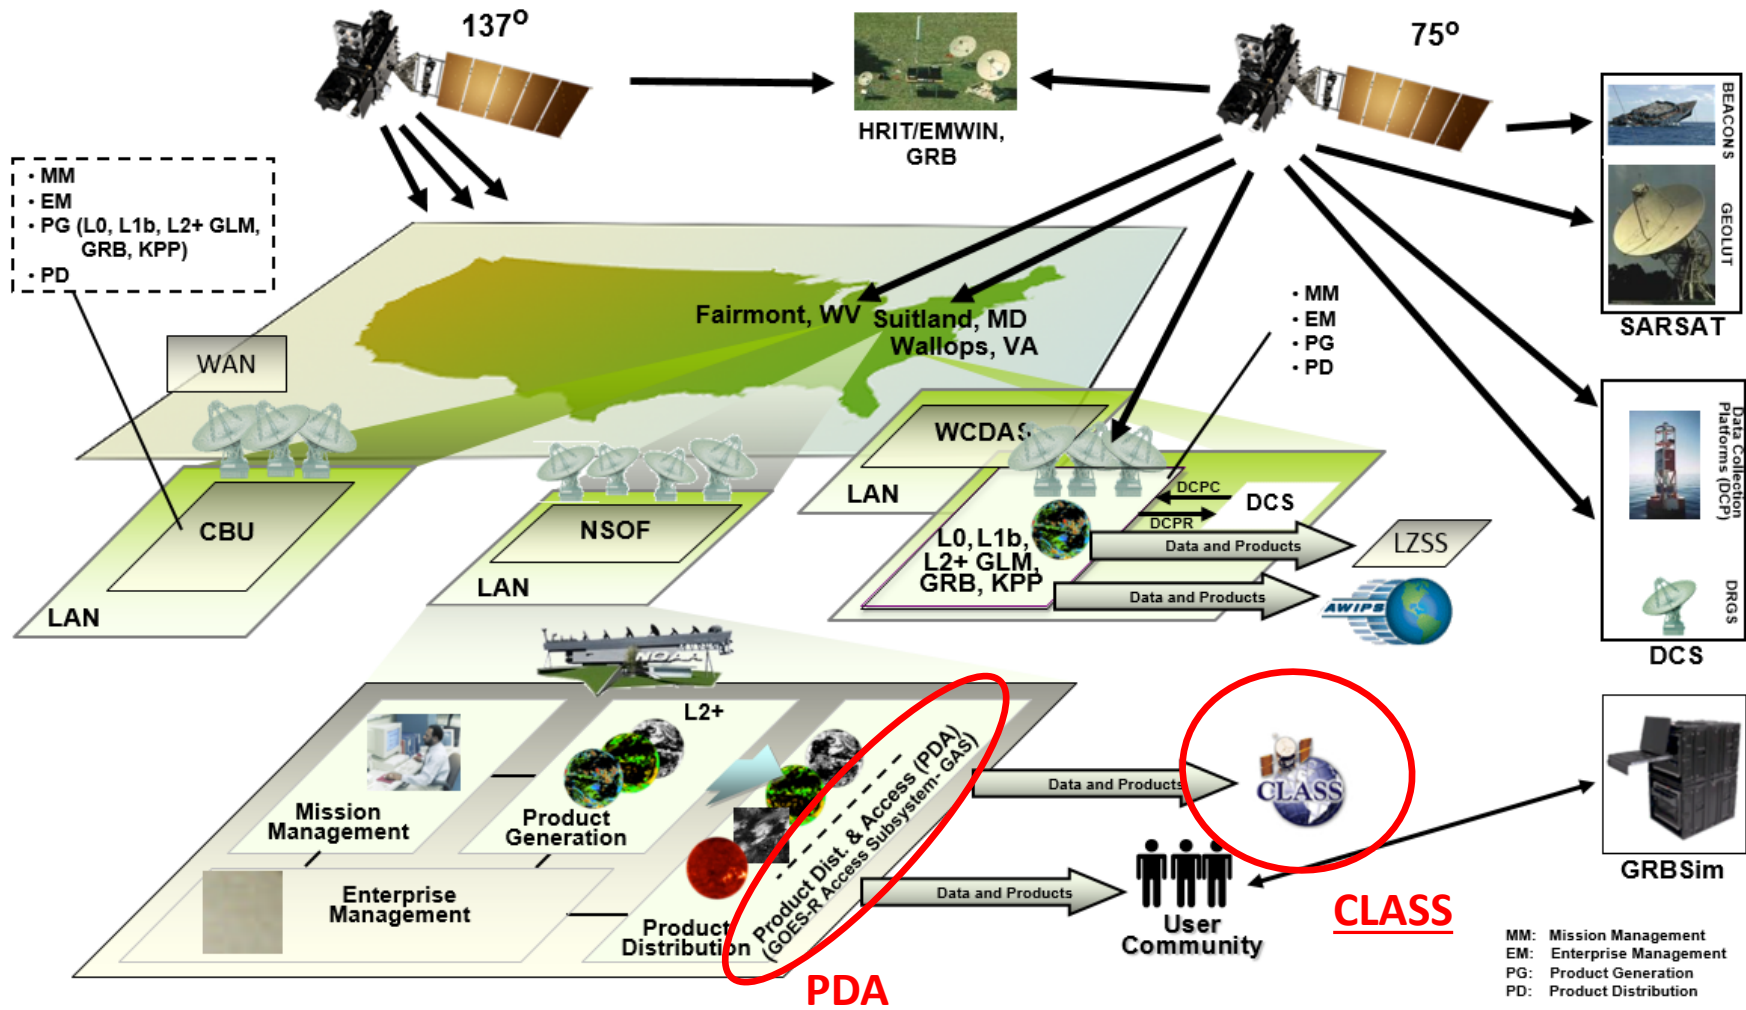 137º
75º
HRIT/EMWIN,
GRB
BEACONS
GEOLUT
SARSAT
• MM
• EM
• PG (L0, L1b, L2+ GLM,
GRB, KPP)
• PD
WAN
Fairmont, WV
Suitland, MD
Wallops, VA
• MM
• EM
• PG
• PD
Data Collection
Platforms (DCP)
DRGS
DCS
CBU
LAN
NSOF
LAN
WCDAS
LAN
DCPC
DCPR
DCS
L0, L1b,
L2+ GLM,
GRB, KPP
Data and Products
LZSS
Data and Products
AWIPS
NOAA
L2+
Mission
Management
Product
Generation
Enterprise
Management
Product
Distribution
Product Dist. & Access (PDA)
(GOES-R Access Subsystem- GAS)
PDA
Data and Products
CLASS
Data and Products
User
Community
CLASS
GRBSim
MM: Mission Management
EM: Enterprise Management
PG: Product Generation
PD: Product Distribution